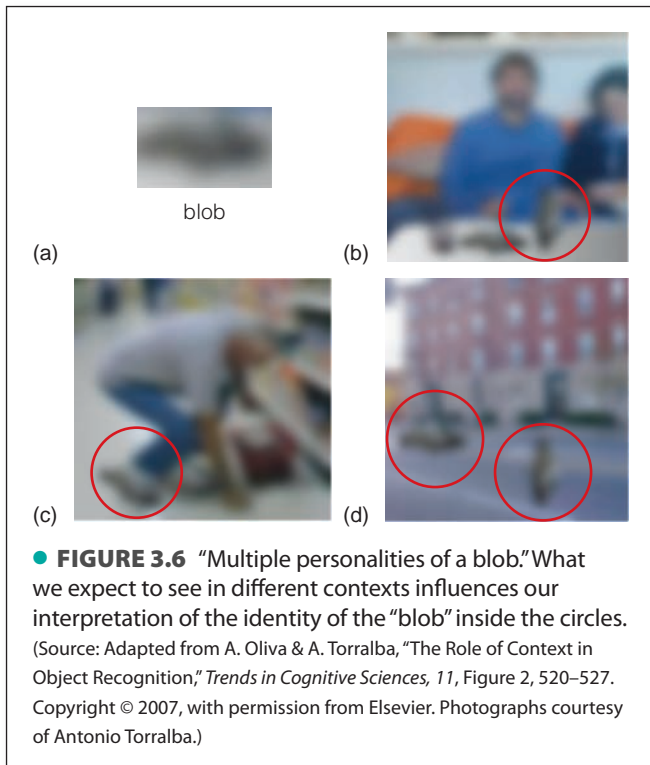 blob
(a)
(b)
(c)
(d)
● FIGURE 3.6 “Multiple personalities of a blob.” What
we expect to see in different contexts influences our
interpretation of the identity of the “blob” inside the circles.
(Source: Adapted from A. Oliva & A. Torralba, “The Role of Context in
Object Recognition,” Trends in Cognitive Sciences, 11, Figure 2, 520–527.
Copyright © 2007, with permission from Elsevier. Photographs courtesy
of Antonio Torralba.)